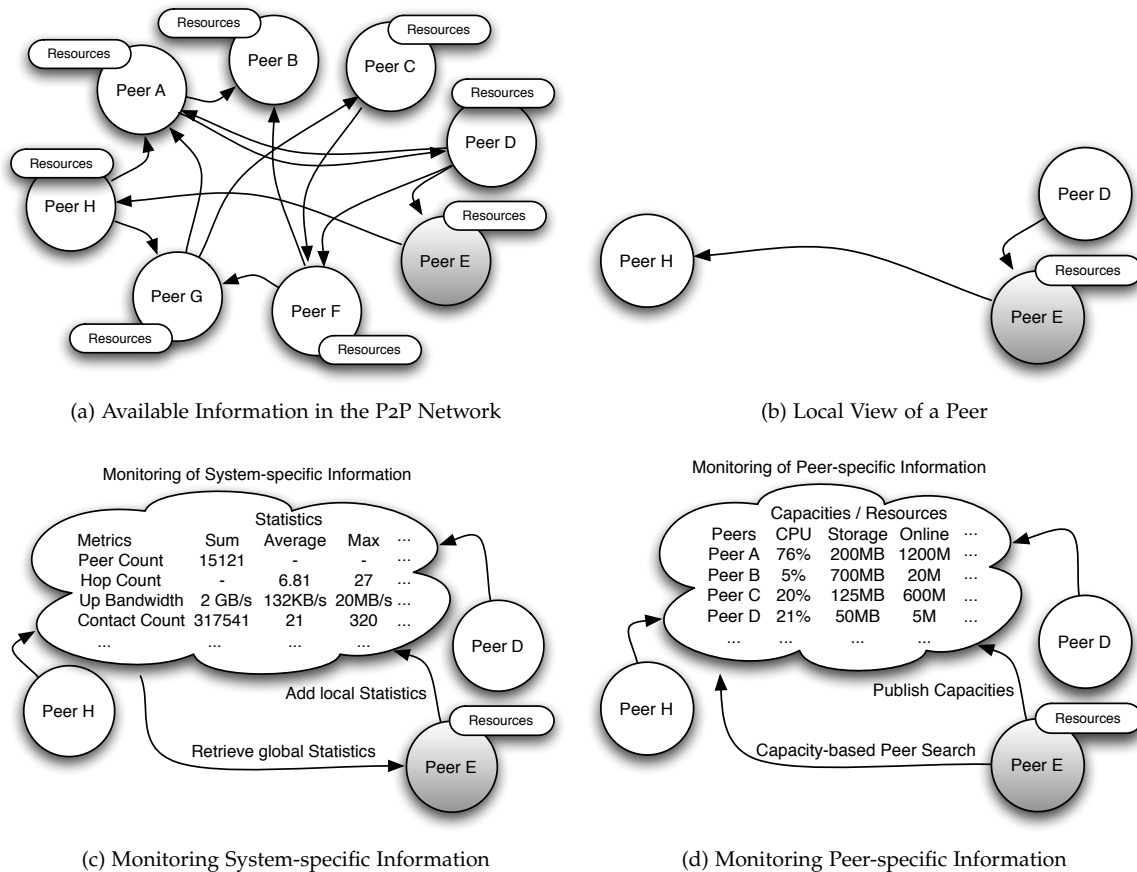 Resources
Peer A
Resources
Peer B
Resources
Peer C
Resources
Peer D
Resources
Peer H
Resources
Peer E
Peer G
Resources
Peer F
Resources
(a) Available Information in the P2P Network
Peer D
Peer H
Resources
Peer E
(b) Local View of a Peer
Monitoring of System-specific Information
Statistics
Metrics Sum Average Max ...
Peer Count 15121 - -
Hop Count - 6.81 27 ...
Up Bandwidth 2 GB/s 132KB/s 20MB/s ...
Contact Count 317541 21 320 ...
... ... ... ...
Peer D
Add local Statistics
Peer H
Resources
Retrieve global Statistics
Peer E
(c) Monitoring System-specific Information
Monitoring of Peer-specific Information
Capacities / Resources
Peers CPU Storage Online ...
Peer A 76% 200MB 1200M ...
Peer B 5% 700MB 20M ...
Peer C 20% 125MB 600M ...
Peer D 21% 50MB 5M ...
... ... ... ...
Peer D
Publish Capacities
Peer H
Resources
Capacity-based Peer Search
Peer E
(d) Monitoring Peer-specific Information